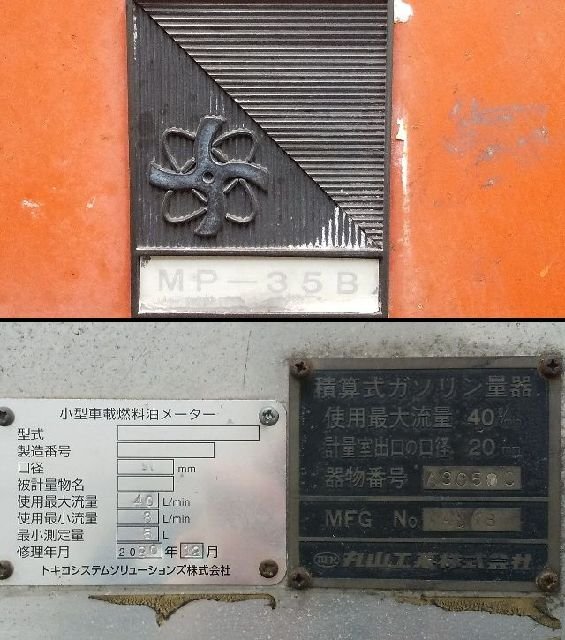 MP-35B
小型車載燃料油メーター
型式
製造番号
口径 mm
被計量物名
使用最大流量 40 L/min
使用最小流量 L/min
最小測定量 L
修理年月 年 月
トキコシステムソリューションズ株式会社
積算式ガソリン量器
使用最大流量 40
計量室出口の口径 20 mm
器物番号
MFG No
丸山工業株式会社